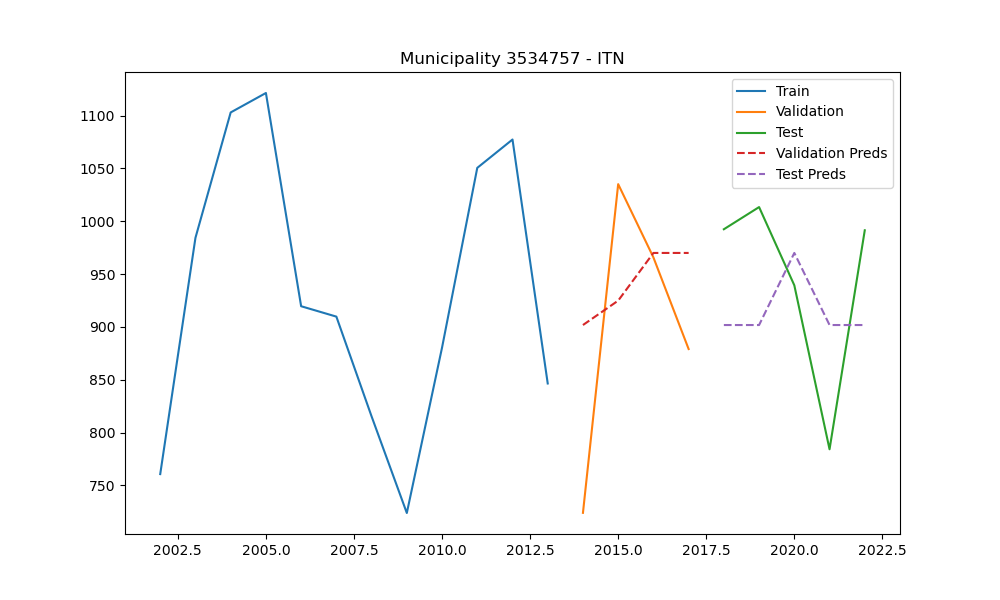 Municipality 3534757 - ITN
Train
Validation
Test
Validation Preds
Test Preds
1100
1050
1000
950
900
850
800
750
2002.5 2005.0 2007.5 2010.0 2012.5 2015.0 2017.5 2020.0 2022.5